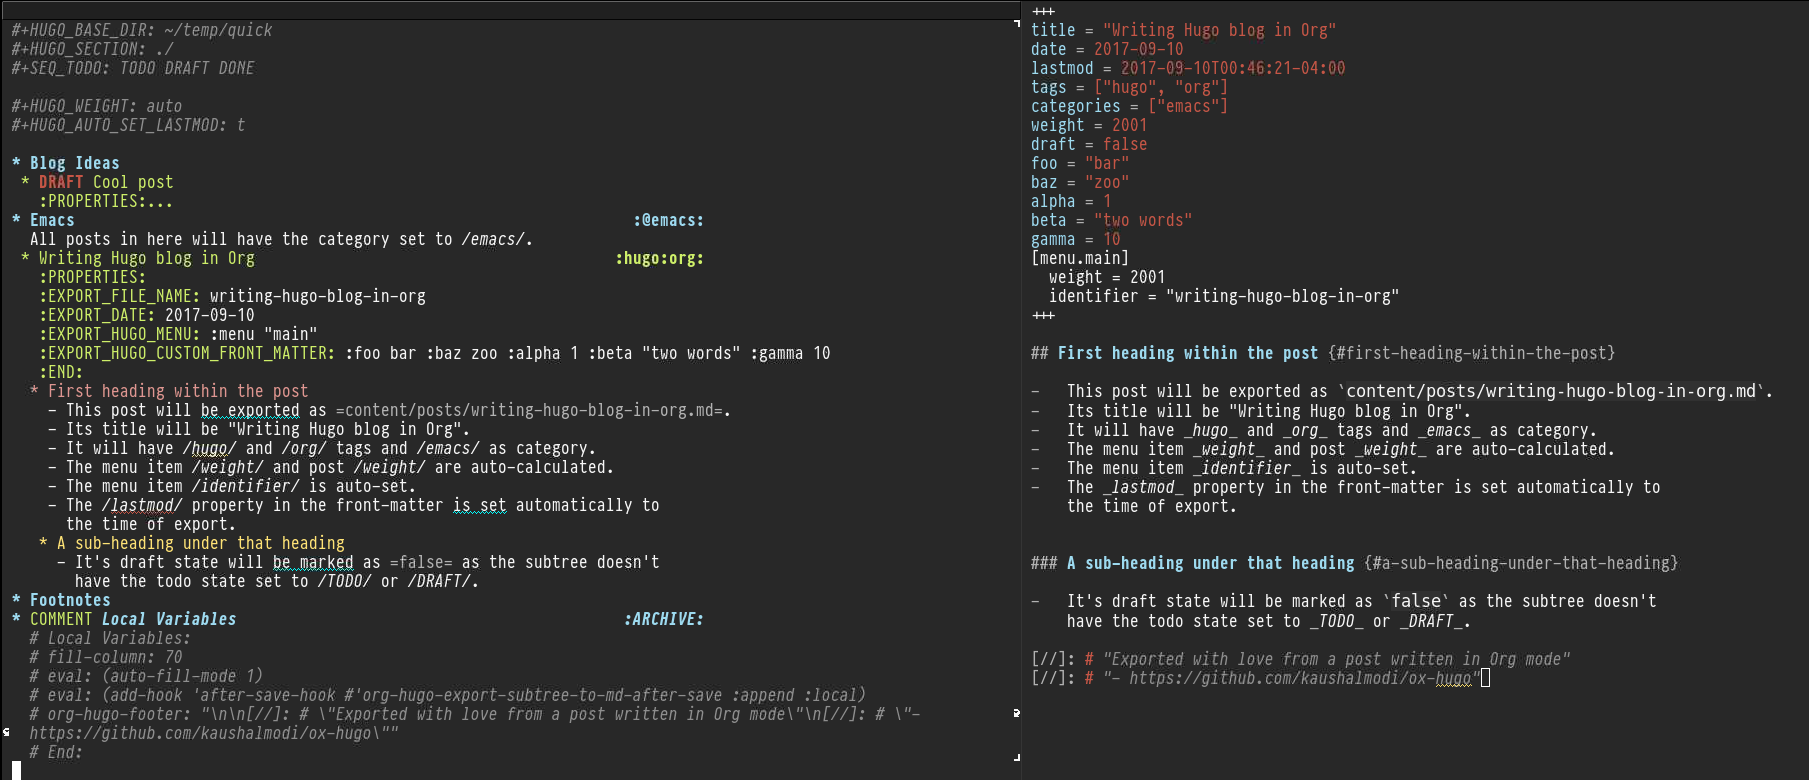 #+HUGO_BASE_DIR: ~/temp/quick
#+HUGO_SECTION: ./
#+SEQ_TODO: TODO DRAFT DONE
#+HUGO_WEIGHT: auto
#+HUGO_AUTO_SET_LASTMOD: t
* Blog Ideas
* DRAFT Cool post
:PROPERTIES:...
* Emacs :@emacs:
All posts in here will have the category set to /emacs/.
* Writing Hugo blog in Org :hugo:org:
:PROPERTIES:
:EXPORT_FILE_NAME: writing-hugo-blog-in-org
:EXPORT_DATE: 2017-09-10
:EXPORT_HUGO_MENU: :menu "main"
:EXPORT_HUGO_CUSTOM_FRONT_MATTER: :foo bar :baz zoo :alpha 1 :beta "two words" :gamma 10
:END:
* First heading within the post
- This post will be exported as =content/posts/writing-hugo-blog-in-org.md=.
- Its title will be "Writing Hugo blog in Org".
- It will have /hugo/ and /org/ tags and /emacs/ as category.
- The menu item /weight/ and post /weight/ are auto-calculated.
- The menu item /identifier/ is auto-set.
- The /lastmod/ property in the front-matter is set automatically to
the time of export.
* A sub-heading under that heading
- It's draft state will be marked as =false= as the subtree doesn't
have the todo state set to /TODO/ or /DRAFT/.
* Footnotes
* COMMENT Local Variables :ARCHIVE:
# Local Variables:
# fill-column: 70
# eval: (auto-fill-mode 1)
# eval: (add-hook 'after-save-hook #'org-hugo-export-subtree-to-md-after-save :append :local)
# org-hugo-footer: "\n\n[//]: # \"Exported with love from a post written in Org mode\"\n[//]: # \"-
https://github.com/kaushalmodi/ox-hugo\""
# End:
+++
title = "Writing Hugo blog in Org"
date = 2017-09-10
lastmod = 2017-09-10T00:46:21-04:00
tags = ["hugo", "org"]
categories = ["emacs"]
weight = 2001
draft = false
foo = "bar"
baz = "zoo"
alpha = 1
beta = "two words"
gamma = 10
[menu.main]
weight = 2001
identifier = "writing-hugo-blog-in-org"
+++
## First heading within the post {#first-heading-within-the-post}
- This post will be exported as `content/posts/writing-hugo-blog-in-org.md`.
- Its title will be "Writing Hugo blog in Org".
- It will have _hugo_ and _org_ tags and _emacs_ as category.
- The menu item _weight_ and post _weight_ are auto-calculated.
- The menu item _identifier_ is auto-set.
- The _lastmod_ property in the front-matter is set automatically to
the time of export.
### A sub-heading under that heading {#a-sub-heading-under-that-heading}
- It's draft state will be marked as `false` as the subtree doesn't
have the todo state set to _TODO_ or _DRAFT_.
[//]: # "Exported with love from a post written in Org mode"
[//]: # "- https://github.com/kaushalmodi/ox-hugo"